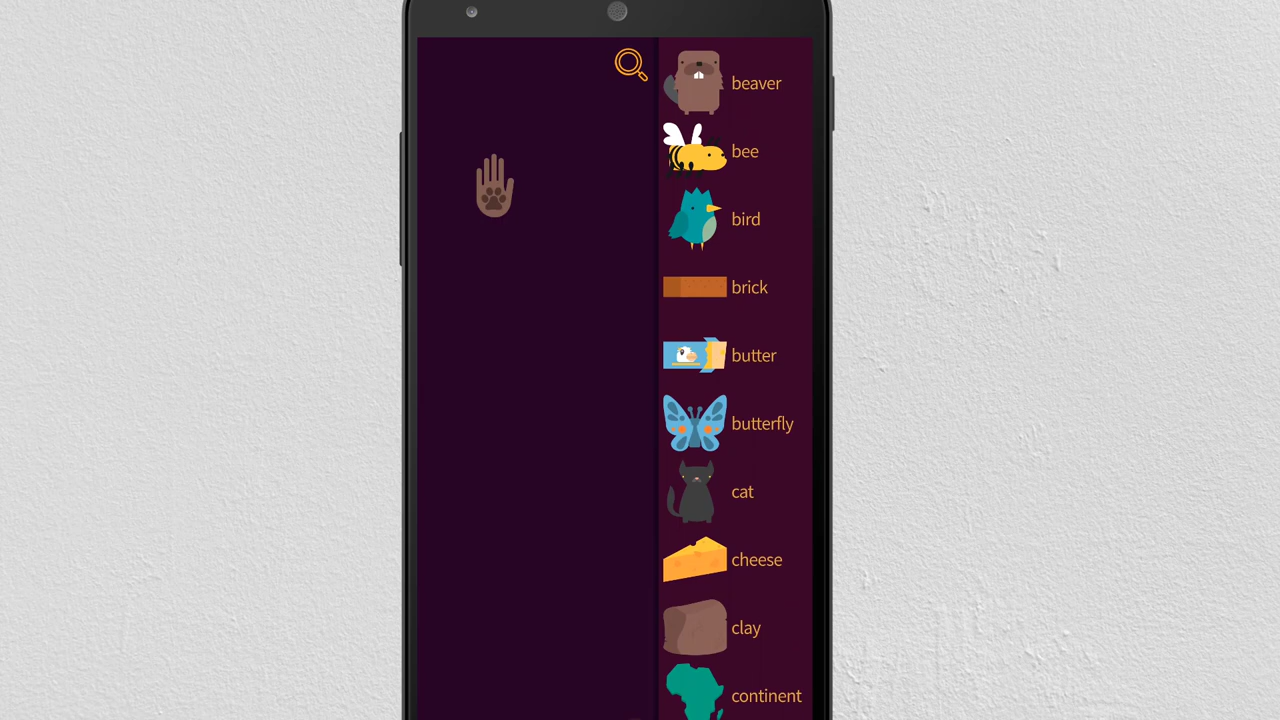 beaver
bee
bird
brick
butter
butterfly
cat
cheese
clay
continent